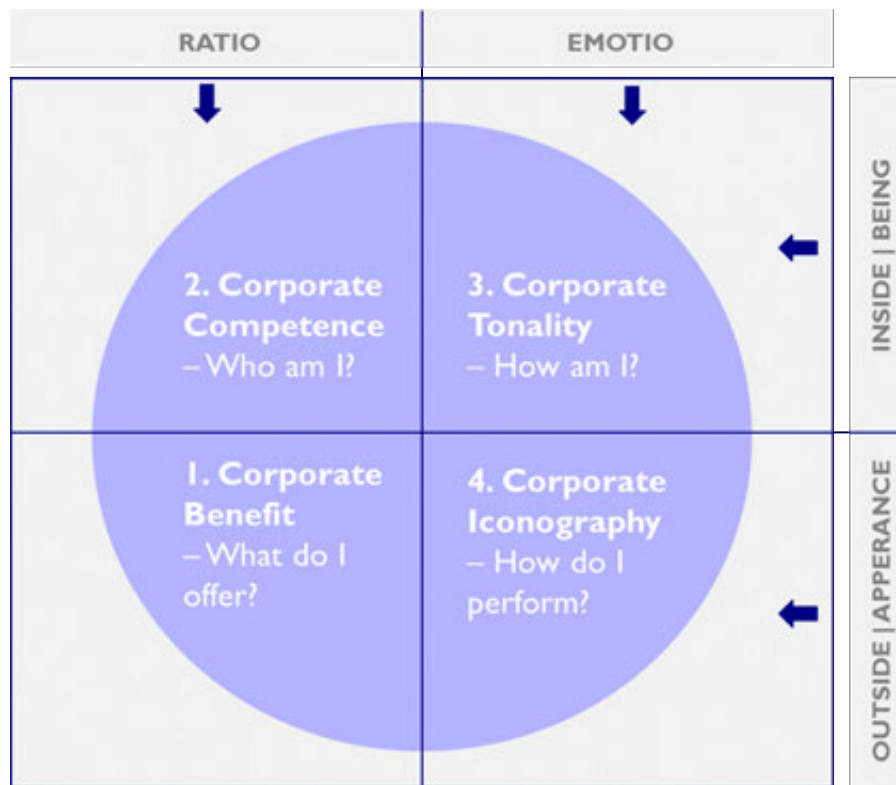 RATIO
EMOTIO
2. Corporate
Competence
– Who am I?
3. Corporate
Tonality
– How am I?
INSIDE | BEING
1. Corporate
Benefit
– What do I
offer?
4. Corporate
Iconography
– How do I
perform?
OUTSIDE | APPERANCE